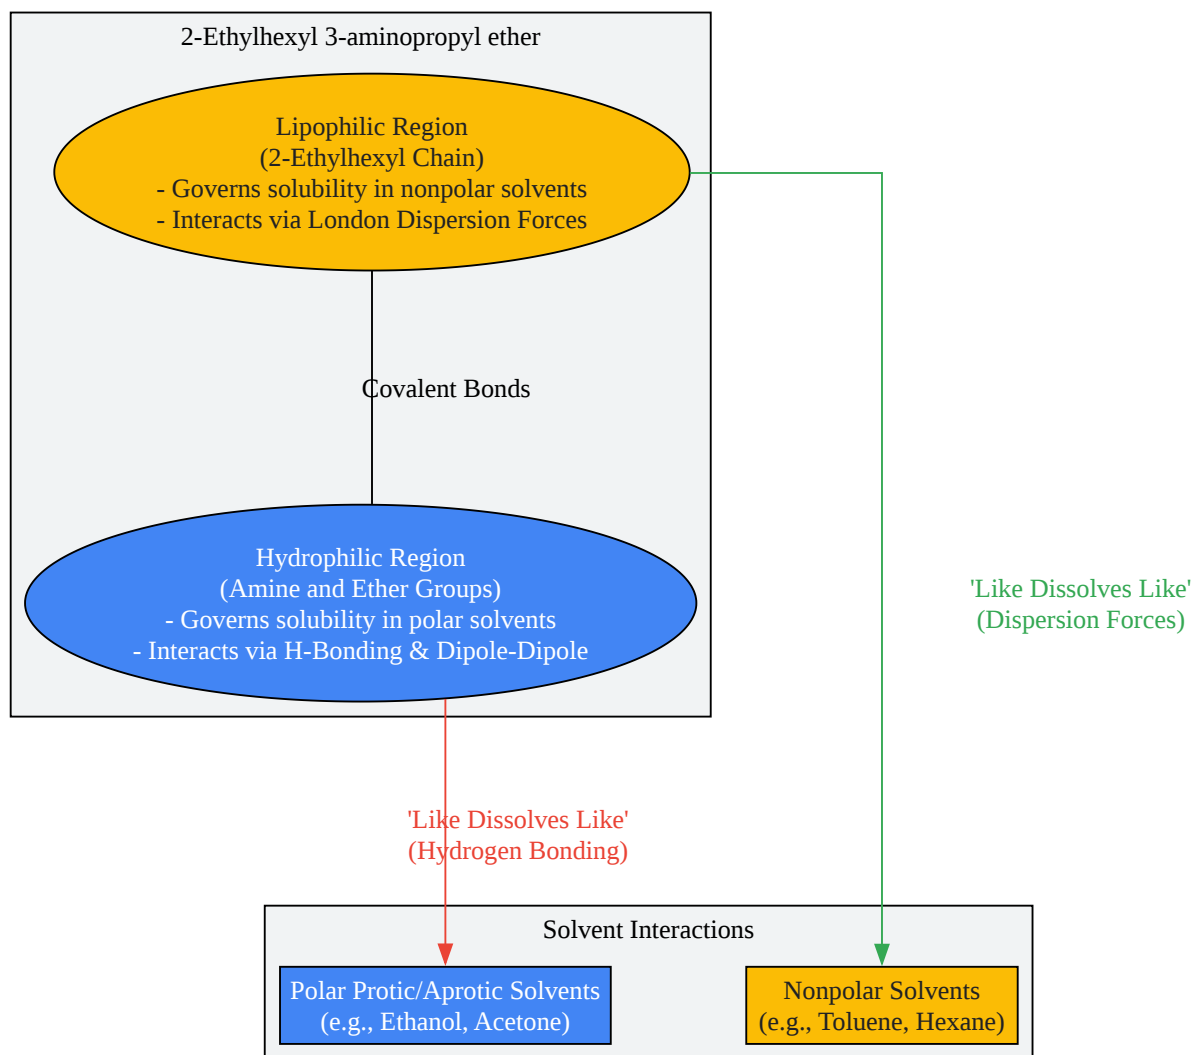 2-Ethylhexyl 3-aminopropyl ether
Lipophilic Region
(2-Ethylhexyl Chain)
- Governs solubility in nonpolar solvents
- Interacts via London Dispersion Forces
Covalent Bonds
Hydrophilic Region
(Amine and Ether Groups)
- Governs solubility in polar solvents
- Interacts via H-Bonding & Dipole-Dipole
'Like Dissolves Like'
(Dispersion Forces)
'Like Dissolves Like'
(Hydrogen Bonding)
Solvent Interactions
Polar Protic/Aprotic Solvents
(e.g., Ethanol, Acetone)
Nonpolar Solvents
(e.g., Toluene, Hexane)